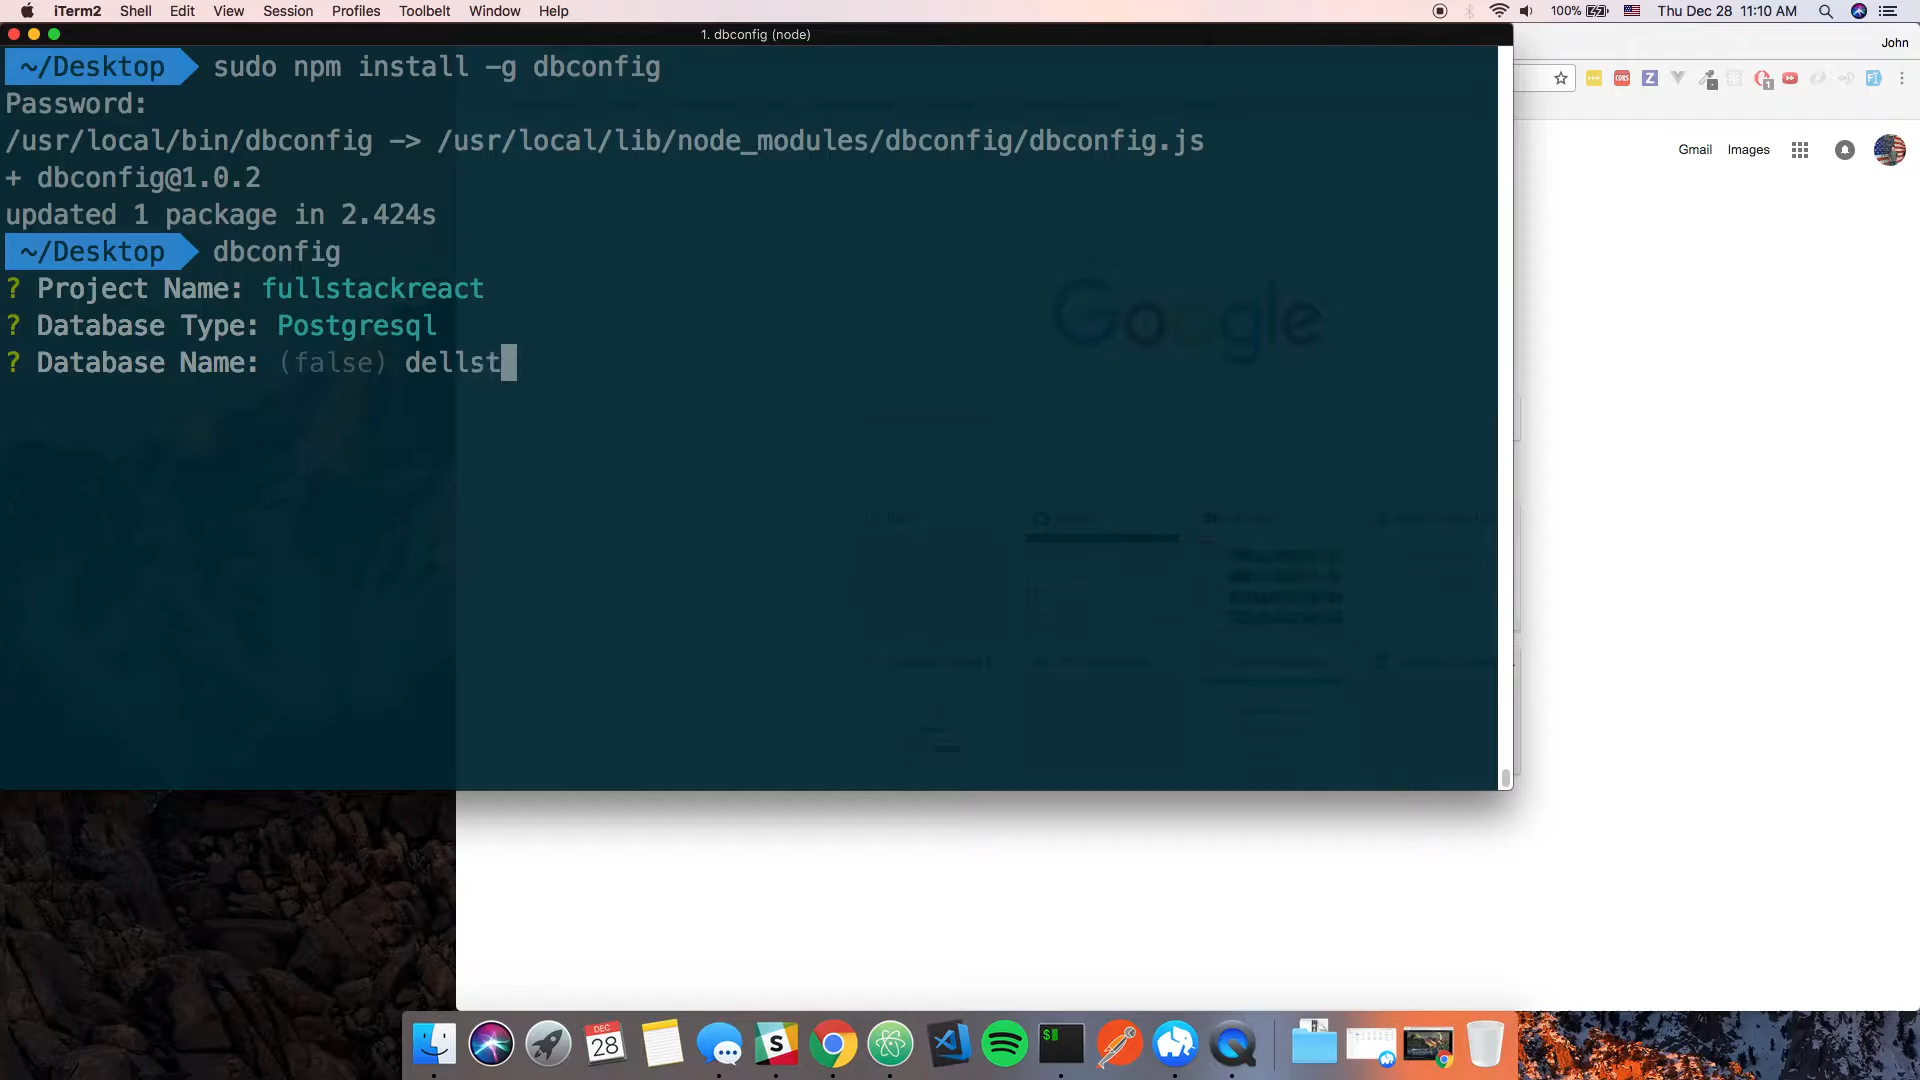 iTerm2 Shell Edit View Session Profiles Toolbelt Window Help 100% Thu Dec 28 11:10 AM
1. dbconfig (node)
John
~/Desktop sudo npm install -g dbconfig
Password:
/usr/local/bin/dbconfig -> /usr/local/lib/node_modules/dbconfig/dbconfig.js
+ dbconfig@1.0.2
updated 1 package in 2.424s
~/Desktop dbconfig
? Project Name: fullstackreact
? Database Type: Postgresql
? Database Name: (false) dellst
Gmail Images
Google
DEC
28